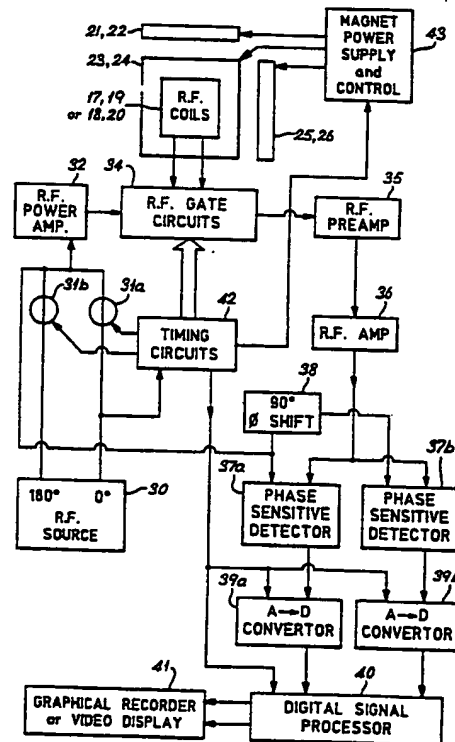 21,22
MAGNET
POWER
SUPPLY
and
CONTROL
43
23,24
17,19
or 18,20
R.F.
COILS
25,26
32
R.F.
POWER
AMP.
34
R.F. GATE
CIRCUITS
35
R.F.
PREAMP
31b
31a
42
TIMING
CIRCUITS
36
R.F. AMP
38
90°
Ø SHIFT
180° 0°
R.F.
SOURCE
30
37a
PHASE
SENSITIVE
DETECTOR
37b
PHASE
SENSITIVE
DETECTOR
39a
A→D
CONVERTOR
A→D
CONVERTOR
41
GRAPHICAL RECORDER
or VIDEO DISPLAY
40
DIGITAL SIGNAL
PROCESSOR